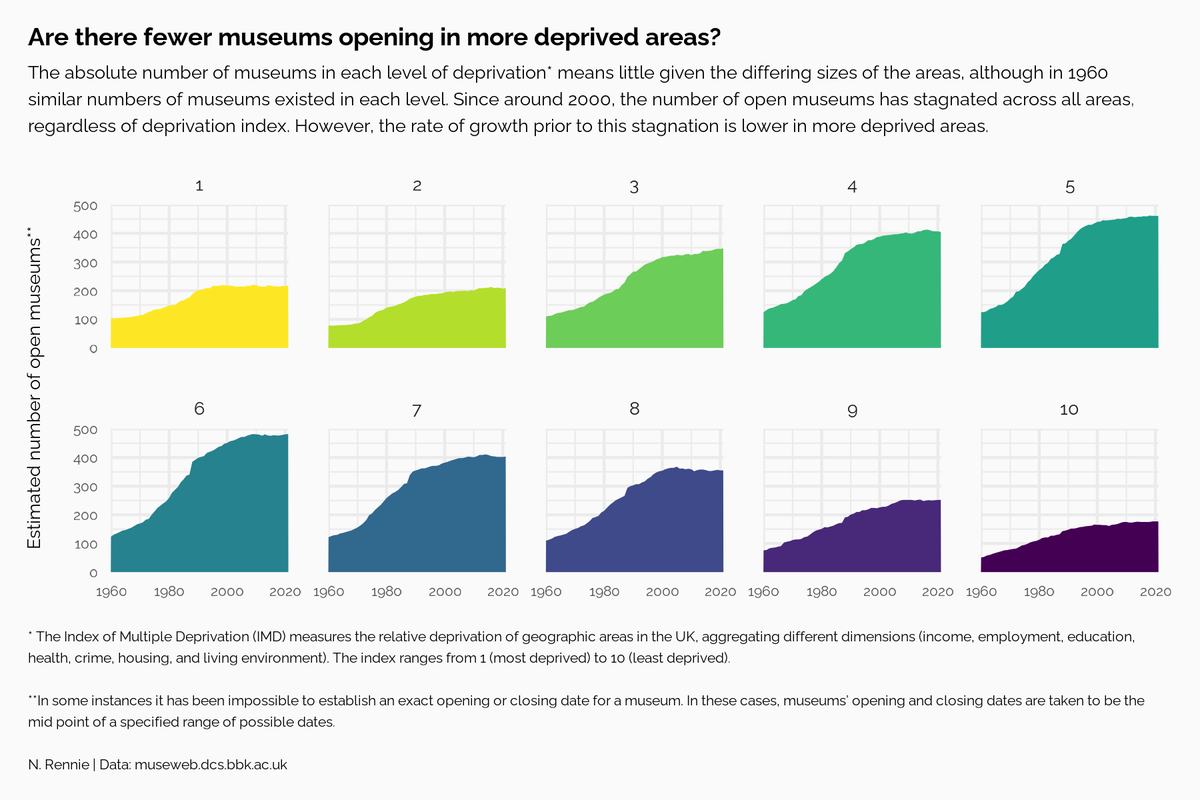 Are there fewer museums opening in more deprived areas?
The absolute number of museums in each level of deprivation* means little given the differing sizes of the areas, although in 1960
similar numbers of museums existed in each level. Since around 2000, the number of open museums has stagnated across all areas,
regardless of deprivation index. However, the rate of growth prior to this stagnation is lower in more deprived areas.
Estimated number of open museums**
1 2 3 4 5
500
400
300
200
100
0
6 7 8 9 10
500
400
300
200
100
0
1960 1980 2000 2020 1960 1980 2000 2020 1960 1980 2000 2020 1960 1980 2000 2020 1960 1980 2000 2020
* The Index of Multiple Deprivation (IMD) measures the relative deprivation of geographic areas in the UK, aggregating different dimensions (income, employment, education,
health, crime, housing, and living environment). The index ranges from 1 (most deprived) to 10 (least deprived).
**In some instances it has been impossible to establish an exact opening or closing date for a museum. In these cases, museums' opening and closing dates are taken to be the
mid point of a specified range of possible dates.
N. Rennie | Data: museweb.dcs.bbk.ac.uk